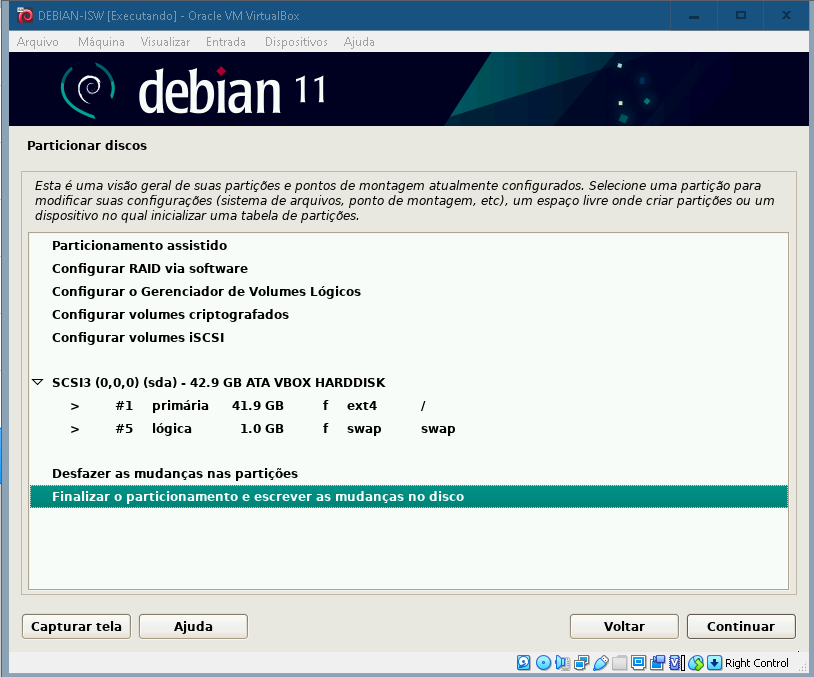 DEBIAN-ISW [Executando] - Oracle VM VirtualBox
Arquivo Máquina Visualizar Entrada Dispositivos Ajuda
debian 11
Particionar discos
Esta é uma visão geral de suas partições e pontos de montagem atualmente configurados. Selecione uma partição para
modificar suas configurações (sistema de arquivos, ponto de montagem, etc), um espaço livre onde criar partições ou um
dispositivo no qual inicializar uma tabela de partições.
Particionamento assistido
Configurar RAID via software
Configurar o Gerenciador de Volumes Lógicos
Configurar volumes criptografados
Configurar volumes iSCSI
SCSI3 (0,0,0) (sda) - 42.9 GB ATA VBOX HARDDISK
> #1 primária 41.9 GB f ext4 /
> #5 lógica 1.0 GB f swap swap
Desfazer as mudanças nas partições
Finalizar o particionamento e escrever as mudanças no disco
Capturar tela Ajuda Voltar Continuar
Right Control